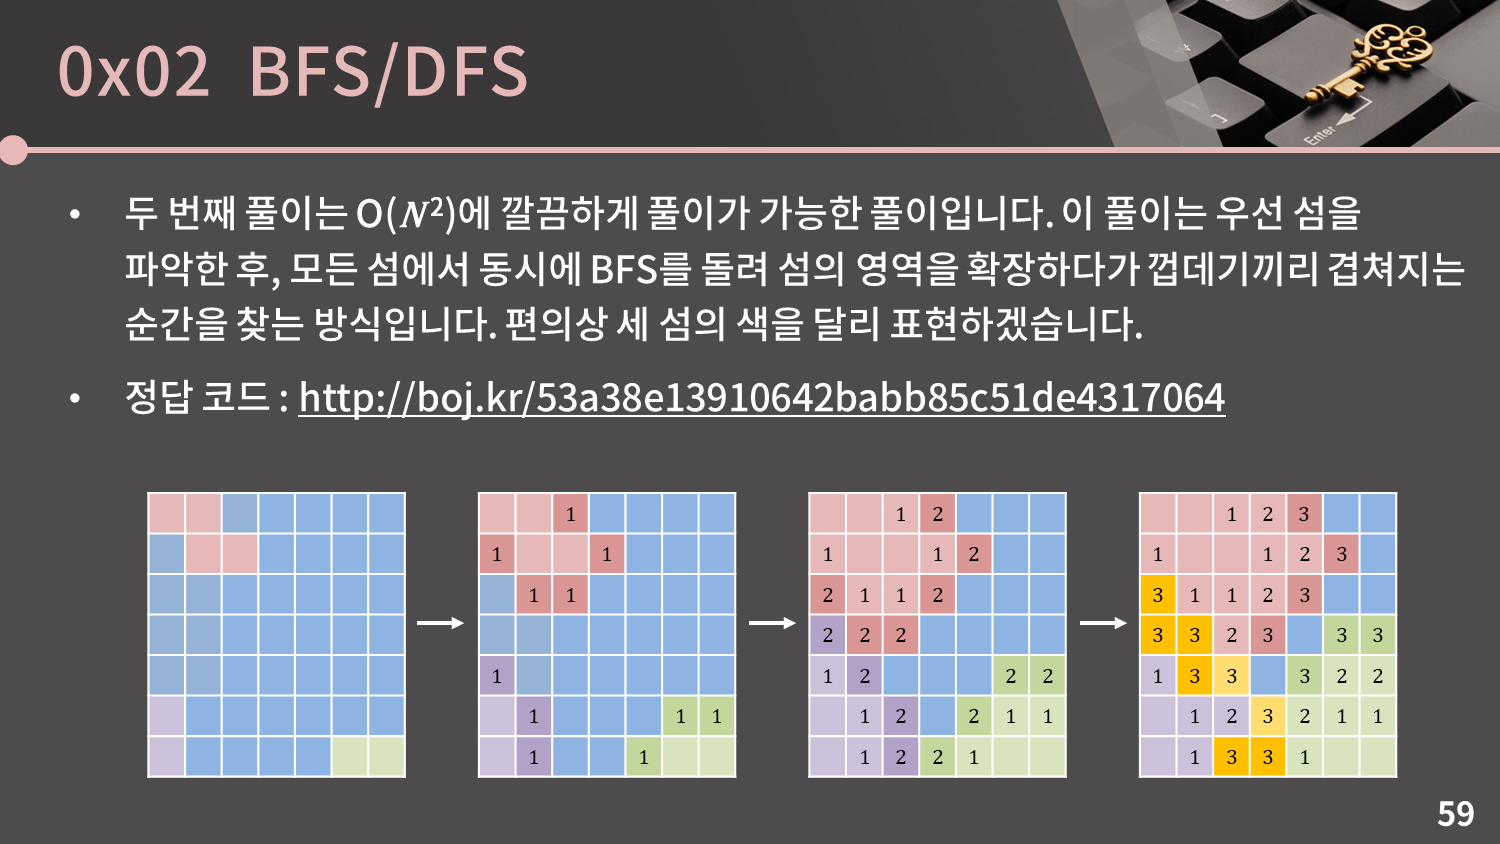 0x02 BFS/DFS
Enter
• 두 번째 풀이는 O(N²)에 깔끔하게 풀이가 가능한 풀이입니다. 이 풀이는 우선 섬을
파악한 후, 모든 섬에서 동시에 BFS를 돌려 섬의 영역을 확장하다가 껍데기끼리 겹쳐지는
순간을 찾는 방식입니다. 편의상 세 섬의 색을 달리 표현하겠습니다.
• 정답 코드 : http://boj.kr/53a38e13910642babb85c51de4317064
1
1 1
1 1
1
1 1 1
1 1
1 2
1 1 2
2 1 1 2
2 2 2
1 2 2 2
1 2 2 1 1
1 2 2 1
1 2 3
1 1 2 3
3 1 1 2 3
3 3 2 3 3 3
1 3 3 3 2 2
1 2 3 2 1 1
1 3 3 1
59